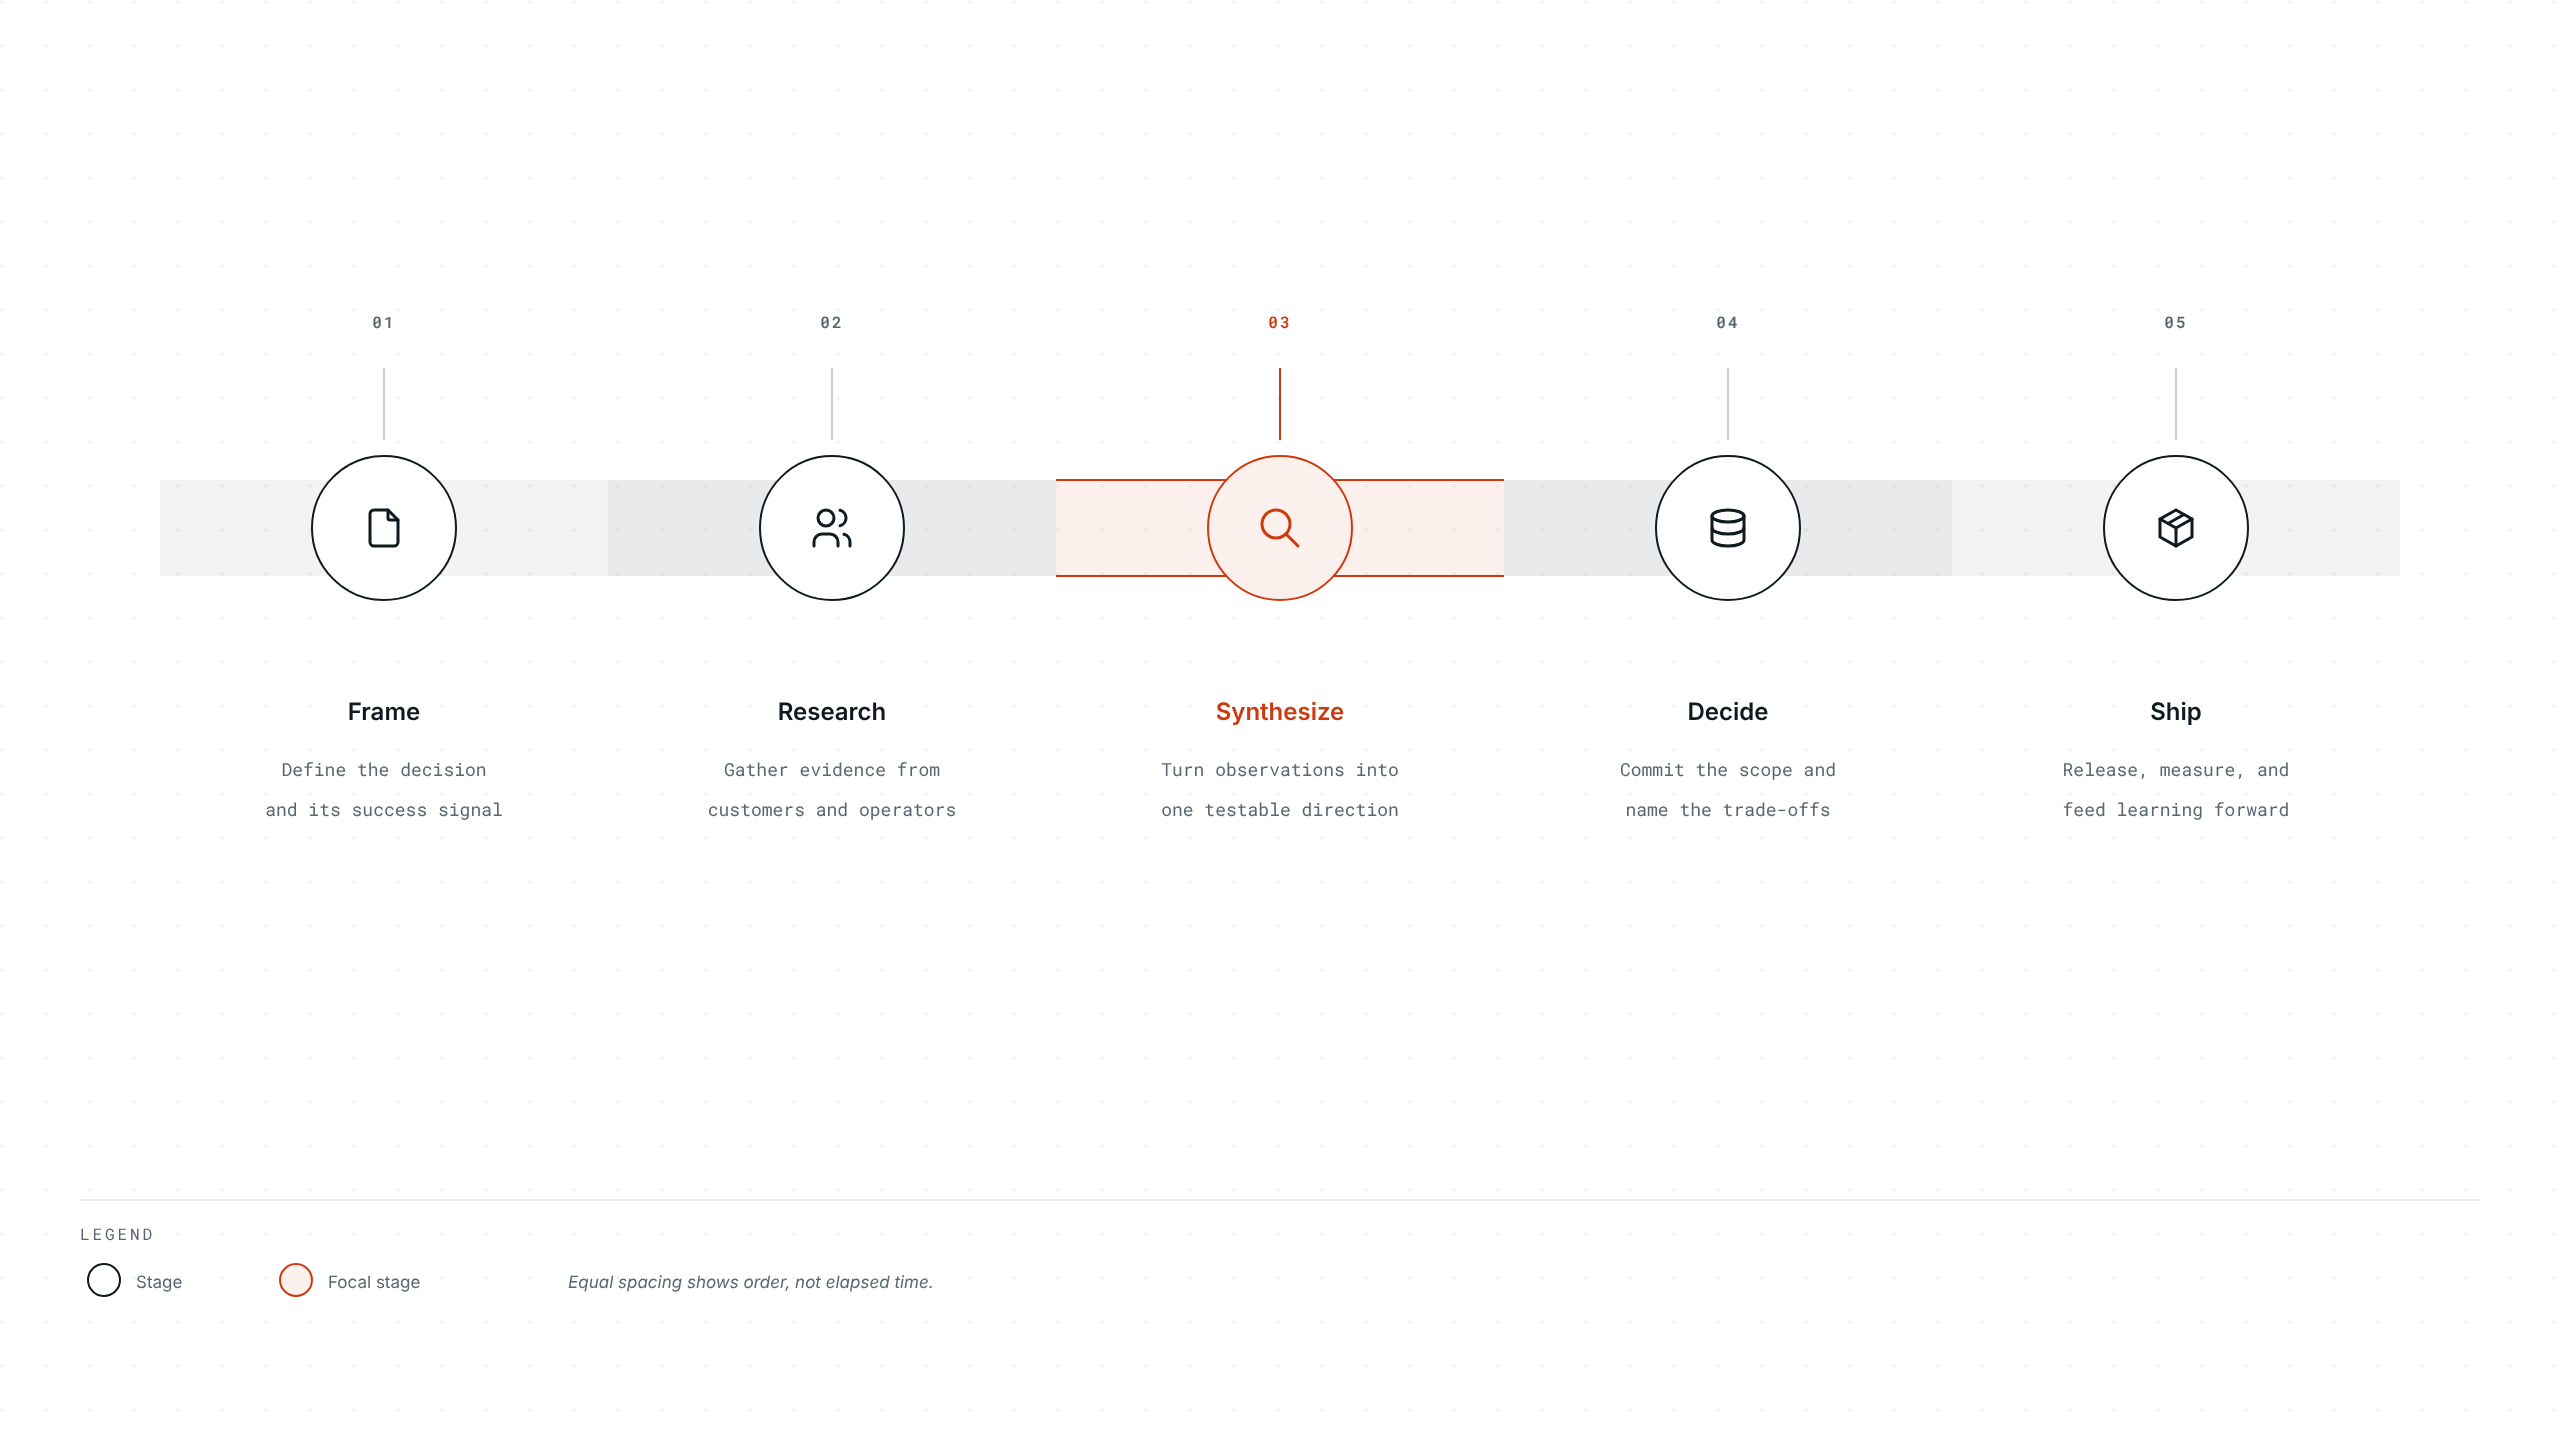 01
02
03
04
05
Frame
Define the decision
and its success signal
Research
Gather evidence from
customers and operators
Synthesize
Turn observations into
one testable direction
Decide
Commit the scope and
name the trade-offs
Ship
Release, measure, and
feed learning forward
LEGEND
Stage
Focal stage
Equal spacing shows order, not elapsed time.